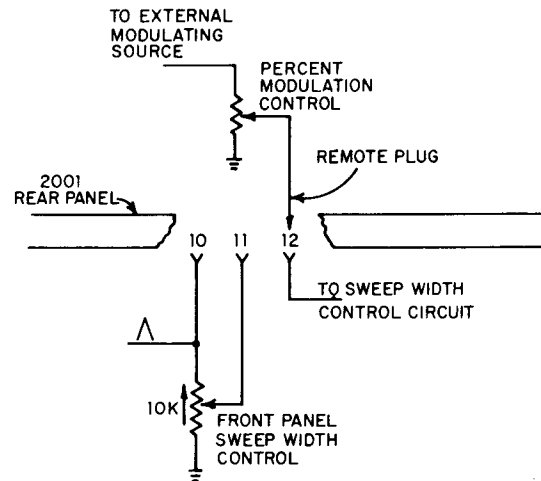 TO EXTERNAL
MODULATING
SOURCE
PERCENT
MODULATION
CONTROL
REMOTE PLUG
2001
REAR PANEL
10 11 12
TO SWEEP WIDTH
CONTROL CIRCUIT
10K
FRONT PANEL
SWEEP WIDTH
CONTROL